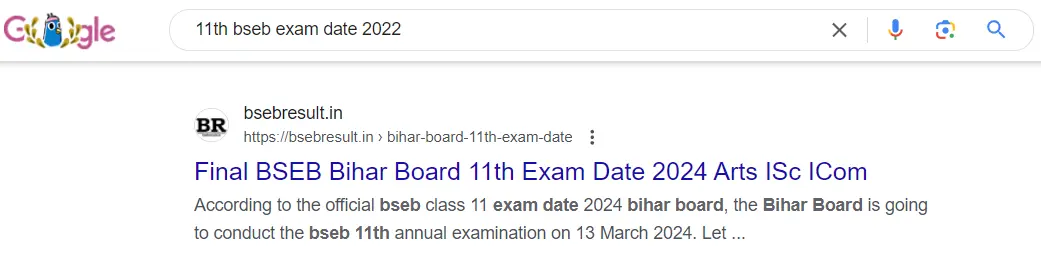 Google
11th bseb exam date 2022
BR
bsebresult.in
https://bsebresult.in › bihar-board-11th-exam-date
Final BSEB Bihar Board 11th Exam Date 2024 Arts ISc ICom
According to the official bseb class 11 exam date 2024 bihar board, the Bihar Board is going
to conduct the bseb 11th annual examination on 13 March 2024. Let ...